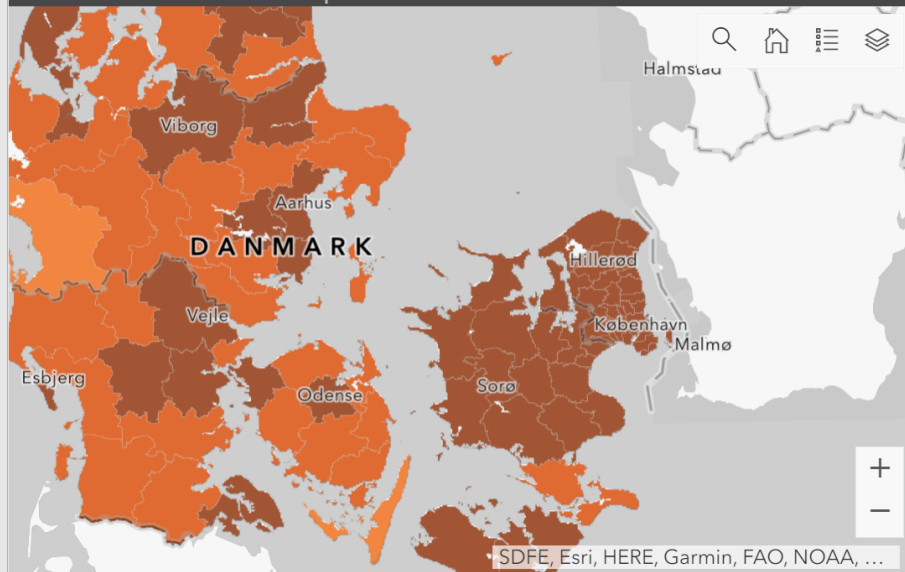 Halmstad
Viborg
Aarhus
DANMARK
Hillerød
Vejle
København
Malmø
Esbjerg
Sorø
Odense
+
−
SDFE, Esri, HERE, Garmin, FAO, NOAA, ...